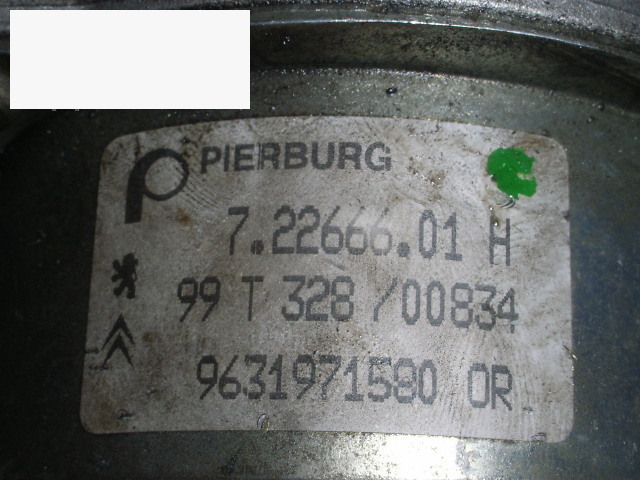 PIERBURG
7.22666.01 H
99 T 328 /00834
9631971580 OR